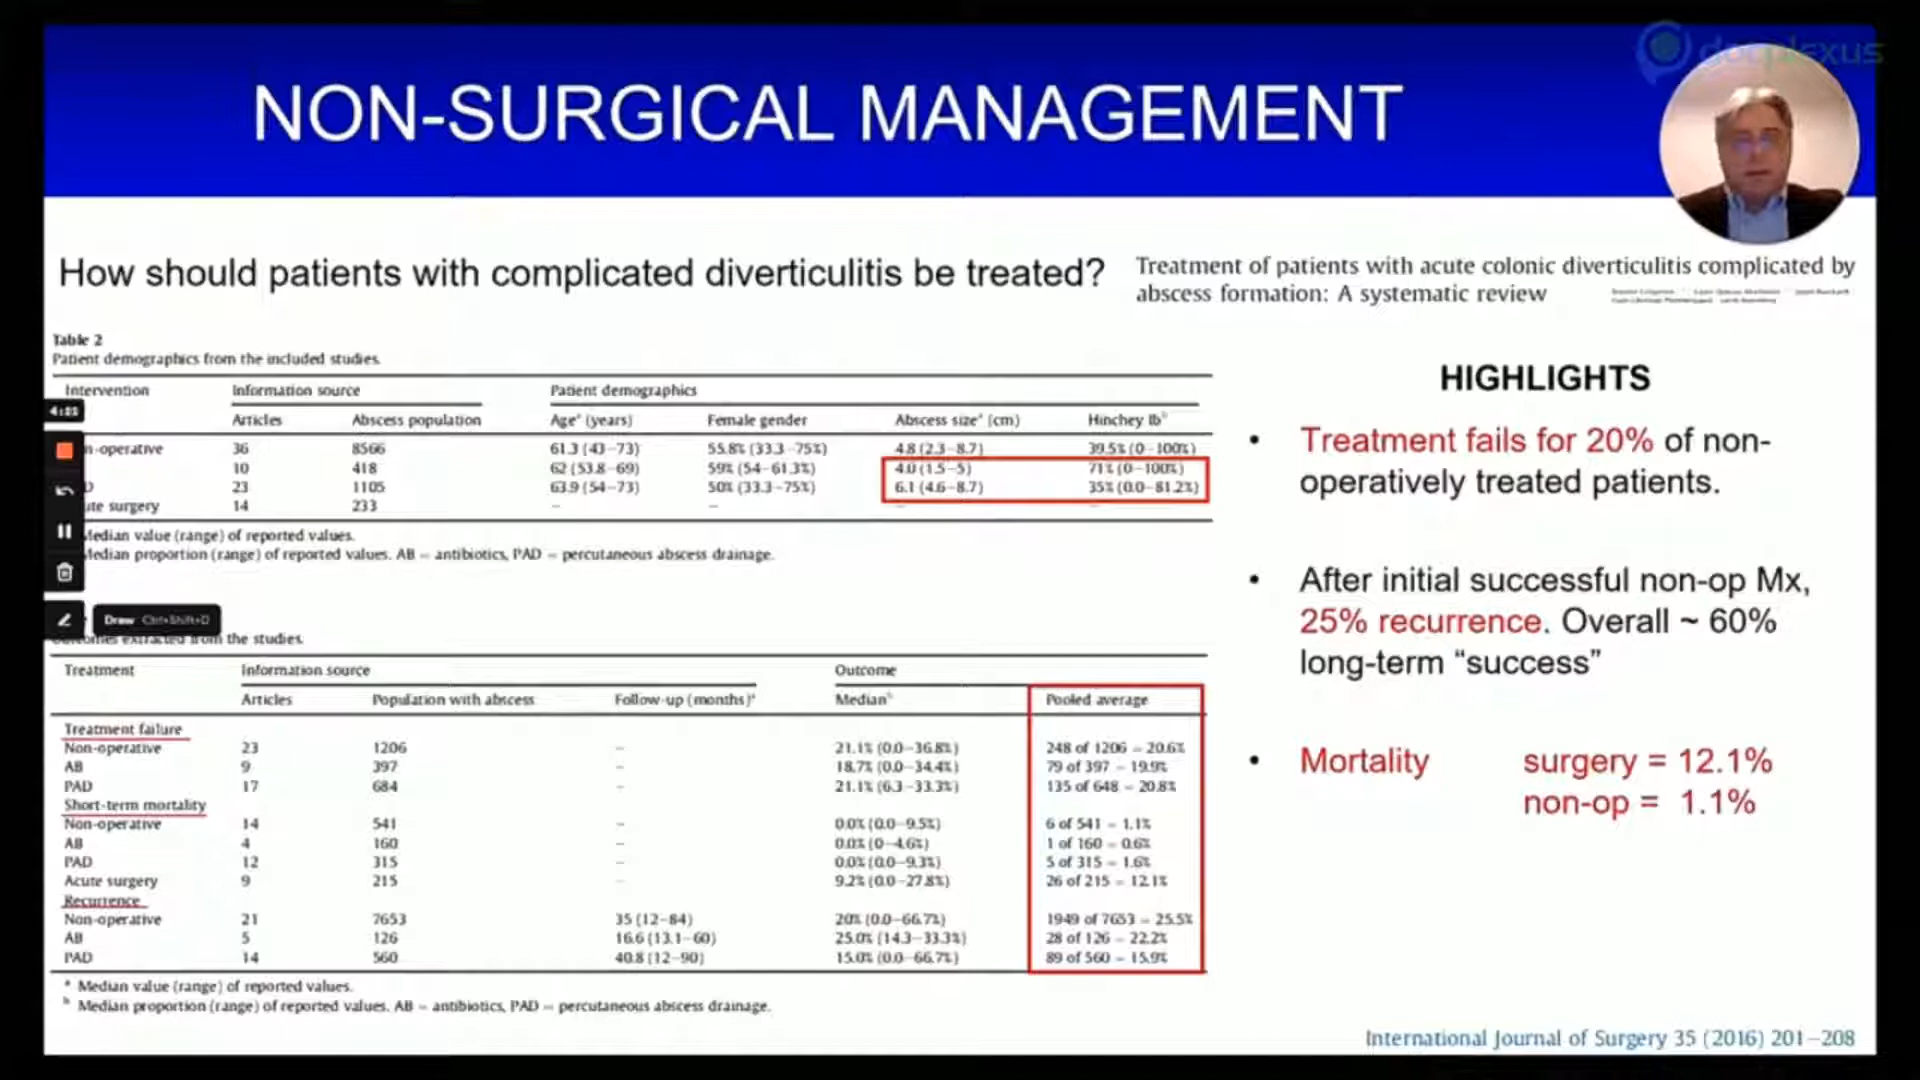 docplexus
NON-SURGICAL MANAGEMENT
How should patients with complicated diverticulitis be treated?
Treatment of patients with acute colonic diverticulitis complicated by
abscess formation: A systematic review
Table 2
Patient demographics from the included studies.
Intervention Information source Patient demographics
Articles Abscess population Age^a (years) Female gender Abscess size^a (cm) Hinchey Ib^b
n-operative 36 8566 61.3 (43–73) 55.8% (33.3–75%) 4.8 (2.3–8.7) 39.5% (0–100%)
10 418 62 (53.8–69) 59% (54–61.3%) 4.0 (1.5–5) 71% (0–100%)
D 23 1105 63.9 (54–73) 50% (33.3–75%) 6.1 (4.6–8.7) 35% (0.0–81.2%)
ute surgery 14 233 – – – –
Median value (range) of reported values.
Median proportion (range) of reported values. AB = antibiotics, PAD = percutaneous abscess drainage.
Draw Ctrl+Shift+D
Outcomes extracted from the studies.
Treatment Information source Outcome
Articles Population with abscess Follow-up (months)^a Median^b Pooled average
Treatment failure
Non-operative 23 1206 – 21.1% (0.0–36.8%) 248 of 1206 = 20.6%
AB 9 397 – 18.7% (0.0–34.4%) 79 of 397 = 19.9%
PAD 17 684 – 21.1% (6.3–33.3%) 135 of 648 = 20.8%
Short-term mortality
Non-operative 14 541 – 0.0% (0.0–9.5%) 6 of 541 = 1.1%
AB 4 160 – 0.0% (0–4.6%) 1 of 160 = 0.6%
PAD 12 315 – 0.0% (0.0–9.3%) 5 of 315 = 1.6%
Acute surgery 9 215 – 9.2% (0.0–27.8%) 26 of 215 = 12.1%
Recurrence
Non-operative 21 7653 35 (12–84) 20% (0.0–66.7%) 1949 of 7653 = 25.5%
AB 5 126 16.6 (13.1–60) 25.0% (14.3–33.3%) 28 of 126 = 22.2%
PAD 14 560 40.8 (12–90) 15.0% (0.0–66.7%) 89 of 560 = 15.9%
^a Median value (range) of reported values.
^b Median proportion (range) of reported values. AB = antibiotics, PAD = percutaneous abscess drainage.
HIGHLIGHTS
• Treatment fails for 20% of non-
operatively treated patients.
• After initial successful non-op Mx,
25% recurrence. Overall ~ 60%
long-term “success”
• Mortality surgery = 12.1%
non-op = 1.1%
International Journal of Surgery 35 (2016) 201–208